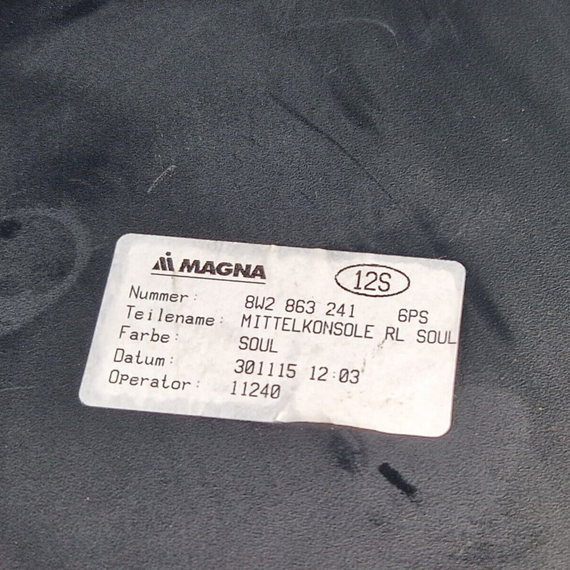 MAGNA 12S
Nummer: 8W2 863 241 6PS
Teilename: MITTELKONSOLE RL SOUL
Farbe: SOUL
Datum: 301115 12:03
Operator: 11240